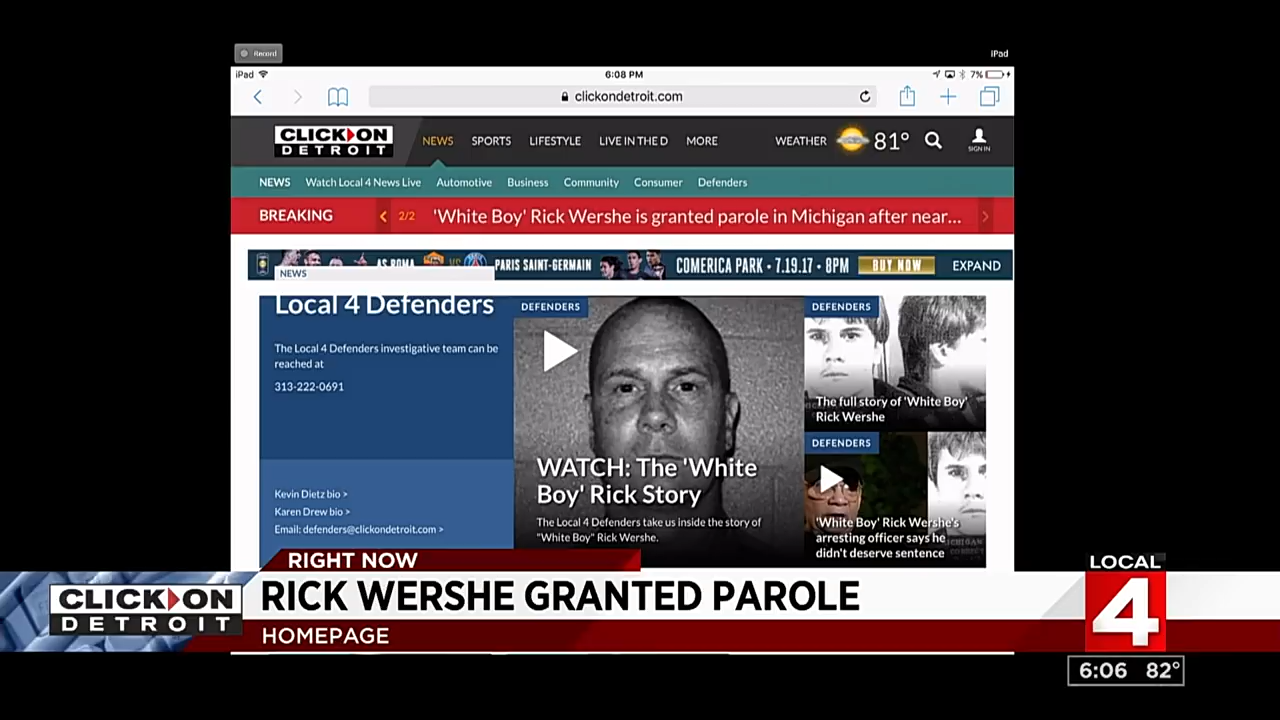 Record
iPad
iPad
6:08 PM
7%
clickondetroit.com
CLICK ON
DETROIT
NEWS
SPORTS
LIFESTYLE
LIVE IN THE D
MORE
WEATHER
81°
SIGN IN
NEWS
Watch Local 4 News Live
Automotive
Business
Community
Consumer
Defenders
BREAKING
2/2
'White Boy' Rick Wershe is granted parole in Michigan after near...
AS ROMA
VS
PARIS SAINT-GERMAIN
COMERICA PARK • 7.19.17 • 8PM
BUY NOW
EXPAND
NEWS
Local 4 Defenders
The Local 4 Defenders investigative team can be
reached at
313-222-0691
Kevin Dietz bio >
Karen Drew bio >
Email: defenders@clickondetroit.com >
DEFENDERS
WATCH: The 'White
Boy' Rick Story
The Local 4 Defenders take us inside the story of
"White Boy" Rick Wershe.
DEFENDERS
The full story of 'White Boy'
Rick Wershe
DEFENDERS
'White Boy' Rick Wershe's
arresting officer says he
didn't deserve sentence
RIGHT NOW
CLICK ON
DETROIT
RICK WERSHE GRANTED PAROLE
HOMEPAGE
LOCAL
4
6:06 82°